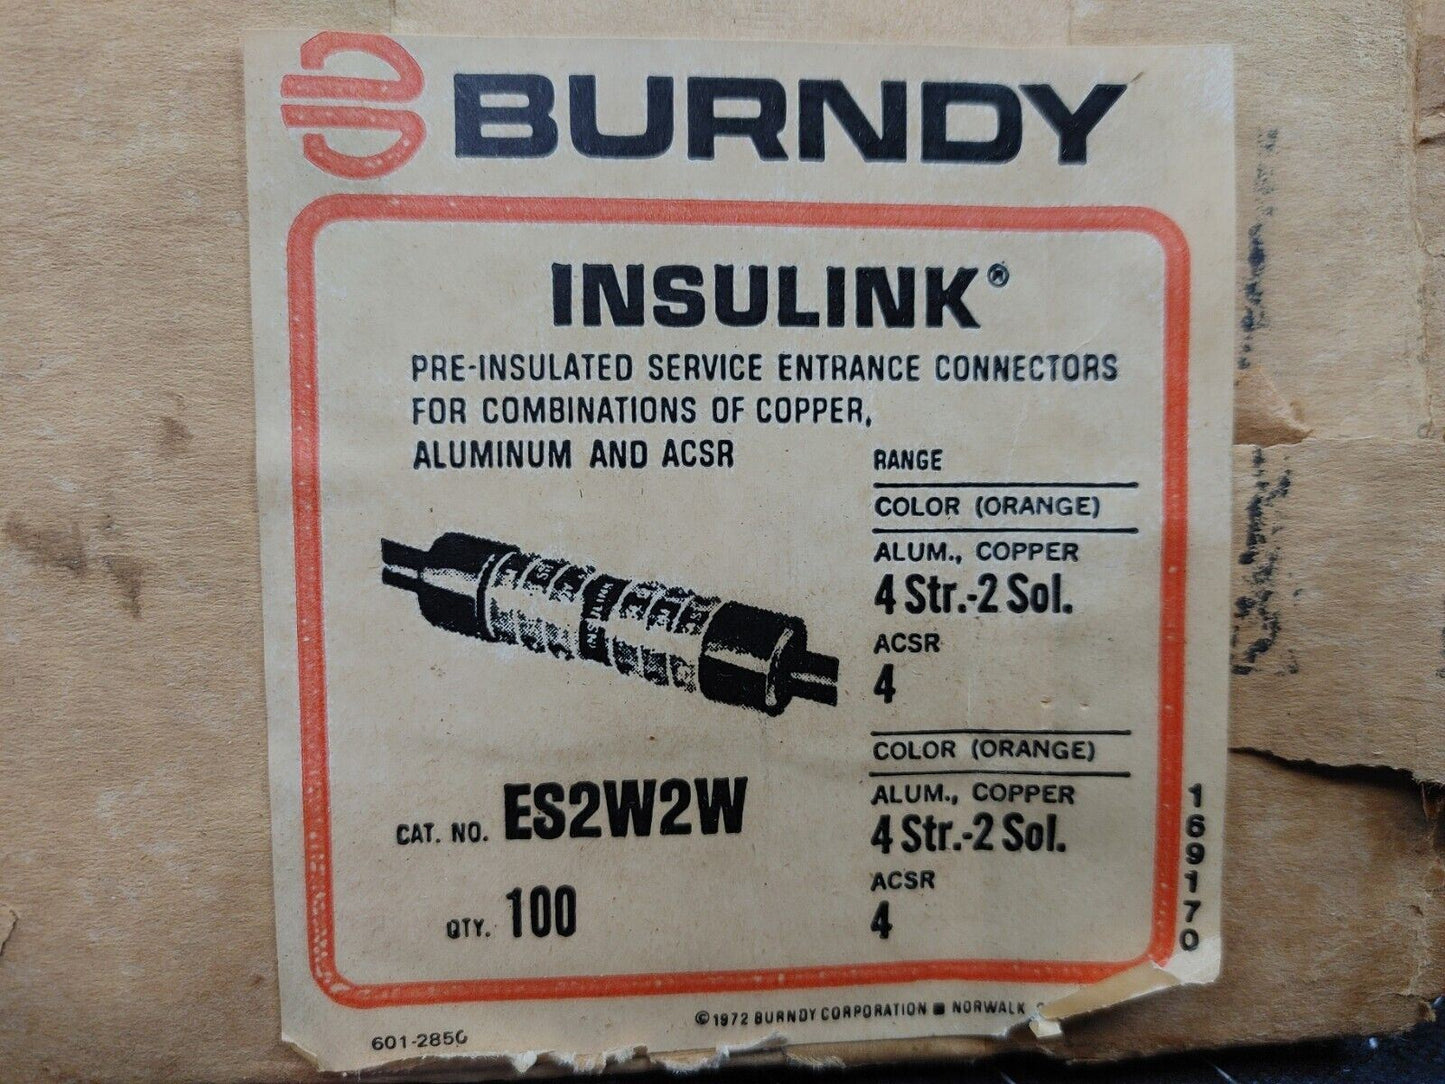 BURNDY
INSULINK®
PRE-INSULATED SERVICE ENTRANCE CONNECTORS
FOR COMBINATIONS OF COPPER,
ALUMINUM AND ACSR
RANGE
COLOR (ORANGE)
ALUM., COPPER
4 Str.-2 Sol.
ACSR
4
COLOR (ORANGE)
ALUM., COPPER
4 Str.-2 Sol.
ACSR
4
INSULINK
CAT. NO. ES2W2W
QTY. 100
169170
©1972 BURNDY CORPORATION ■ NORWALK
601-2850